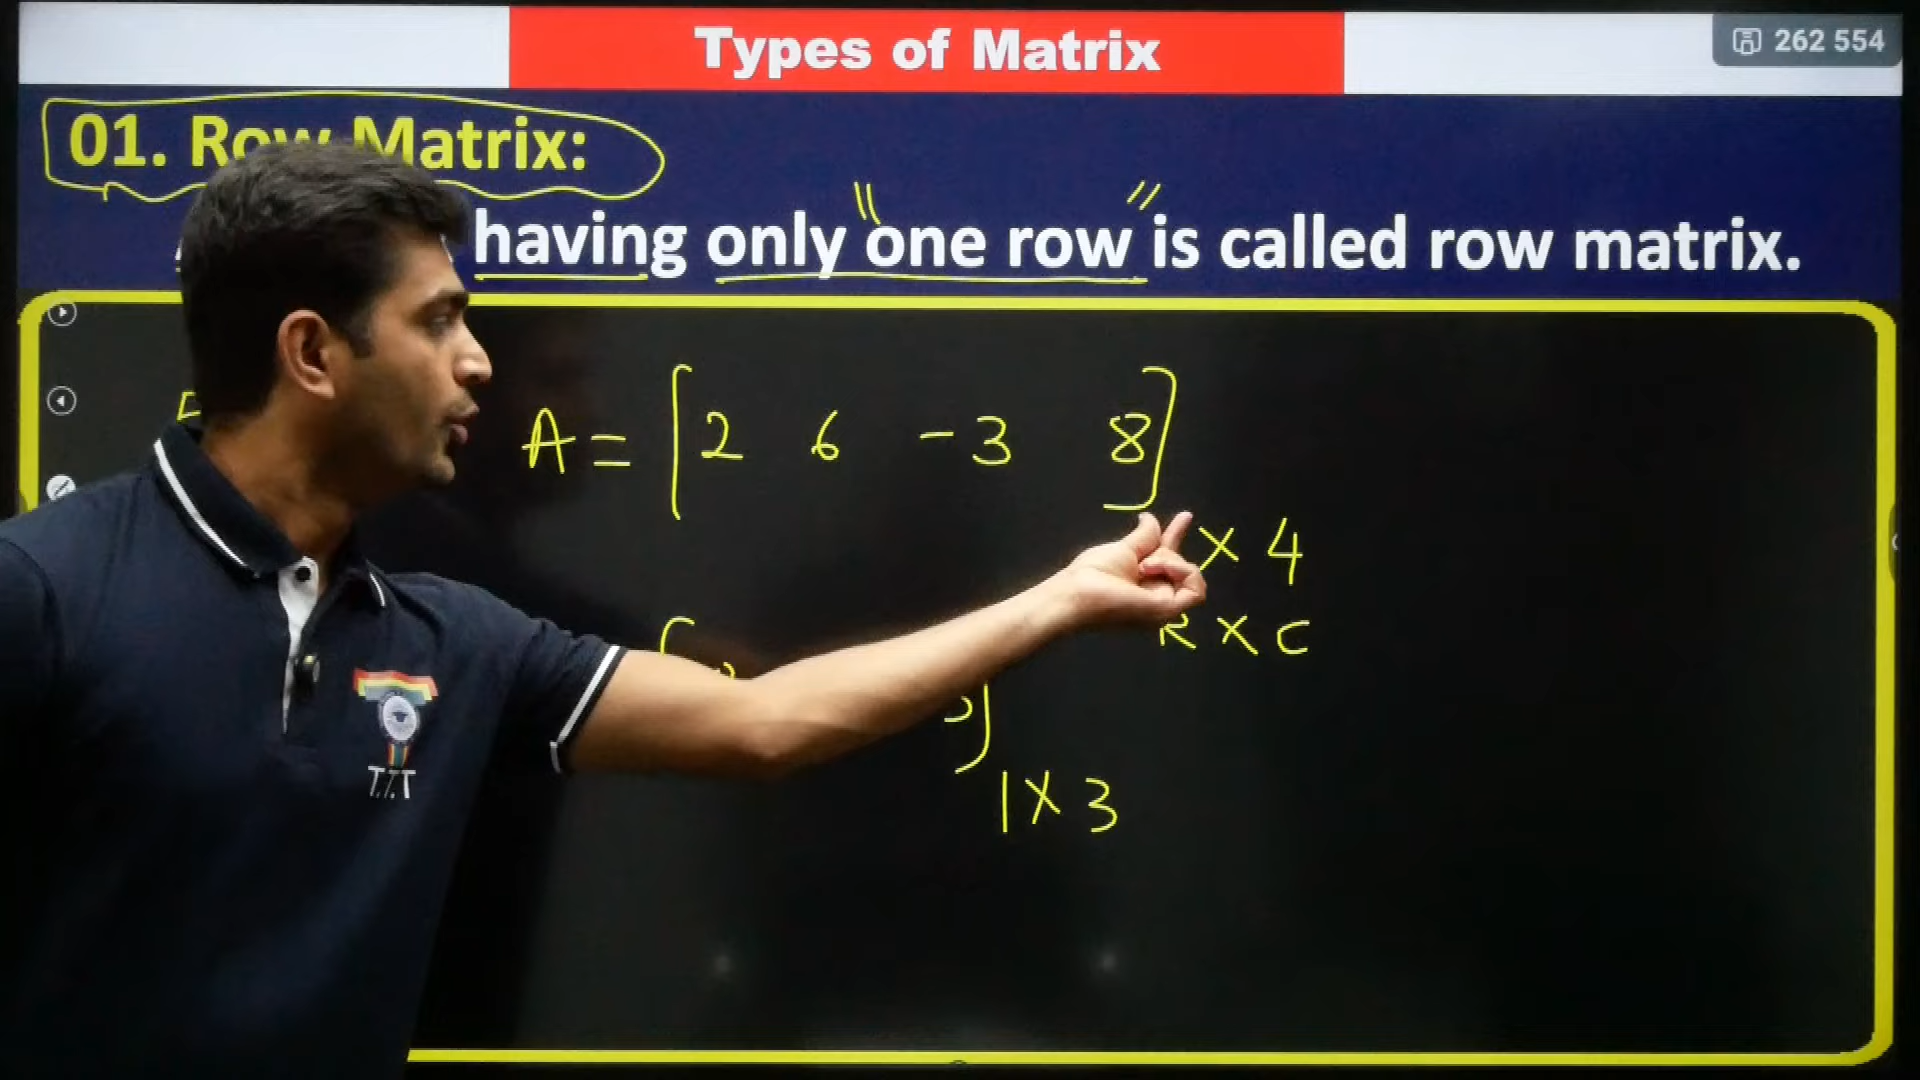 Types of Matrix
262 554
01. Row Matrix:
having only "one row" is called row matrix.
A = [2 6 -3 8]
× 4
R × C
1 × 3
T.T.T